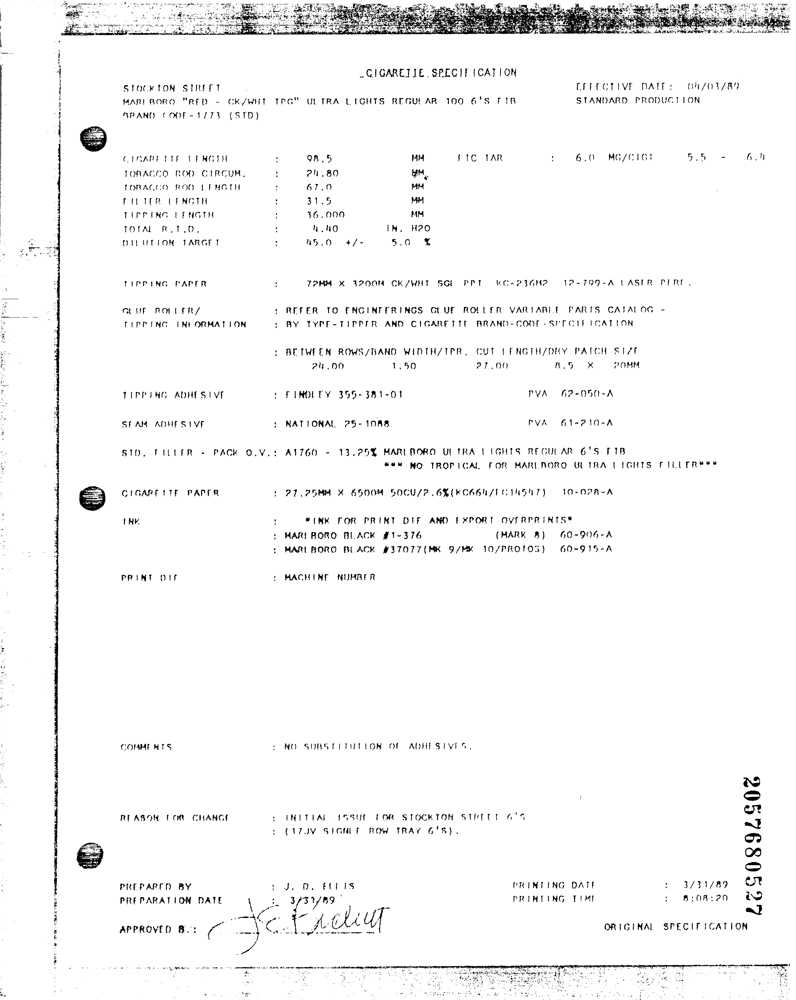 CIGARETTE SPECIFICATION
STOCKTON STREET EFFECTIVE DATE: 04/03/89
MARLBORO "RED - CK/WHT TPG" ULTRA LIGHTS REGULAR 100 6'S FTB STANDARD PRODUCTION
BRAND CODE-1773 (STD)
CIGARETTE LENGTH : 98.5 MM FTC TAR : 6.0 MG/CIGT 5.5 - 6.4
TOBACCO ROD CIRCUM. : 24.80 MM
TOBACCO ROD LENGTH : 67.0 MM
FILTER LENGTH : 31.5 MM
TIPPING LENGTH : 36.000 MM
TOTAL R.T.D. : 4.40 IN. H2O
DILUTION TARGET : 45.0 +/- 5.0 %
TIPPING PAPER : 72MM X 3200M CK/WHT SGL PPT KC-236M2 12-799-A LASER PERF.
GLUE ROLLER/ : REFER TO ENGINEERINGS GLUE ROLLER VARIABLE PARTS CATALOG -
TIPPING INFORMATION : BY TYPE-TIPPER AND CIGARETTE BRAND-CODE-SPECIFICATION
: BETWEEN ROWS/BAND WIDTH/TPR. CUT LENGTH/DRY PATCH SIZE
24.00 1.50 27.00 8.5 X 20MM
TIPPING ADHESIVE : FINDLEY 355-381-01 PVA 62-050-A
SEAM ADHESIVE : NATIONAL 25-1088 PVA 61-210-A
STD. FILLER - PACK O.V.: A1760 - 13.25% MARLBORO ULTRA LIGHTS REGULAR 6'S FTB
*** NO TROPICAL FOR MARLBORO ULTRA LIGHTS FILLER***
CIGARETTE PAPER : 27.25MM X 6500M 50CU/2.6%(KC664/EC14547) 10-028-A
INK : *INK FOR PRINT DIE AND EXPORT OVERPRINTS*
: MARLBORO BLACK #1-376 (MARK 8) 60-906-A
: MARLBORO BLACK #37077(MK 9/MK 10/PROTOS) 60-915-A
PRINT DIE : MACHINE NUMBER
COMMENTS : NO SUBSTITUTION OF ADHESIVES.
REASON FOR CHANGE : INITIAL ISSUE FOR STOCKTON STREET 6'S
: (17JV SIGNLE ROW TRAY 6'S).
PREPARED BY : J. D. ELLIS PRINTING DATE : 3/31/89
PREPARATION DATE : 3/31/89 PRINTING TIME : 8:08:20
APPROVED B.: ORIGINAL SPECIFICATION
2057680527